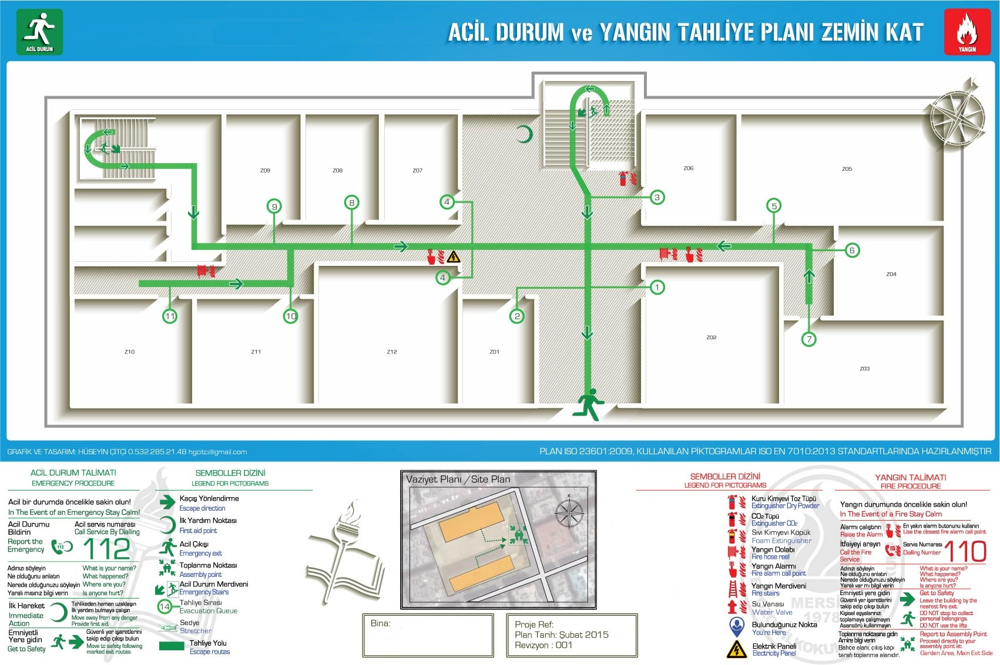 ACİL DURUM
ACİL DURUM ve YANGIN TAHLİYE PLANI ZEMİN KAT
YANGIN
K
Z09
Z08
Z07
Z06
Z05
3
4
8
5
9
6
4
Z04
1
11
10
2
7
Z02
Z10
Z11
Z12
Z01
Z03
GRAFİK VE TASARIM: HÜSEYİN ÇİTÇİ 0.532.285.21.48 hgcitci@gmail.com
PLAN ISO 23601:2009, KULLANILAN PİKTOGRAMLAR ISO EN 7010:2013 STANDARTLARINDA HAZIRLANMIŞTIR
ACİL DURUM TALİMATI
EMERGENCY PROCEDURE
Acil bir durumda öncelikle sakin olun!
In The Event of an Emergency Stay Calm!
Acil Durumu
Bildirin
Report the
Emergency
Acil servis numarası
Call Service By Dialling
112
112
Adınızı söyleyin
What is your name?
Ne olduğunu anlatın
What happened?
Nerede olduğunuzu söyleyin
Where are you?
Yaralı mısınız bilgi verin
Is anyone hurt?
İlk Hareket
Immediate
Action
Tehlikeden hemen uzaklaşın
İlk yardım bulmaya çalışın
Move away from any danger
Provide first aid.
Emniyetli
Yere gidin
Get to Safety
Güvenli yer işaretlerini
takip edip çıkışı bulun
Move to safety following
marked exit routes
SEMBOLLER DİZİNİ
LEGEND FOR PICTOGRAMS
Kaçış Yönlendirme
Escape direction
İlk Yardım Noktası
First aid point
Acil Çıkışı
Emergency exit
Toplanma Noktası
Assembly point
Acil Durum Merdiveni
Emergency Stairs
14
Tahliye Sırası
Evacuation Queue
Sedye
Stretcher
Tahliye Yolu
Escape routes
Vaziyet Planı /Site Plan
K
Bina:
Proje Ref:
Plan Tarih: Şubat 2015
Revizyon : 001
SEMBOLLER DİZİNİ
LEGEND FOR PICTOGRAMS
Kuru Kimyevi Toz Tüpü
Extinguisher Dry Powder
CO2 Tüpü
Extinguisher CO2
Sıvı Kimyevi Köpük
Foam Extinguisher
Yangın Dolabı
Fire hose reel
Yangın Alarmı
Fire alarm call point
Yangın Merdiveni
Fire stairs
Su Vanası
Water Valve
Bulunduğunuz Nokta
You're Here
Elektrik Paneli
Electricity Panel
YANGIN TALİMATI
FIRE PROCEDURE
Yangın durumunda öncelikle sakin olun!
In The Event of a Fire Stay Calm
Alarmı çalıştırın
Raise the Alarm
En yakın alarm butonunu kullanın
Use the closest fire alarm call point
İtfaiyeyi arayın
Call the Fire
Service
110
Servis Numarası
Dialling Number
110
Adınızı söyleyin
What is your name?
Ne olduğunu anlatın
What happened?
Nerede olduğunuzu söyleyin
Where are you?
Yaralı var mı bilgi verin
Is anyone hurt?
Emniyetli yere gidin
Güvenli yer işaretlerini
takip edip çıkışı bulun
Kişisel eşyalarınızı
toplamaya çalışmayın
Asansörü kullanmayın
Get to Safety
Leave the building by the
nearest fire exit.
DO NOT stop to collect
personal belongings.
DO NOT use the lifts
Toplanma noktasına gidin
Amire bilgi verin
Bahçe alanı, çıkış kapı
tarafı toplanma alanıdır.
Report to Assembly Point
Proceed directly to your
assembly point at:
Garden Area, Main Exit Side
MERSİ
1978